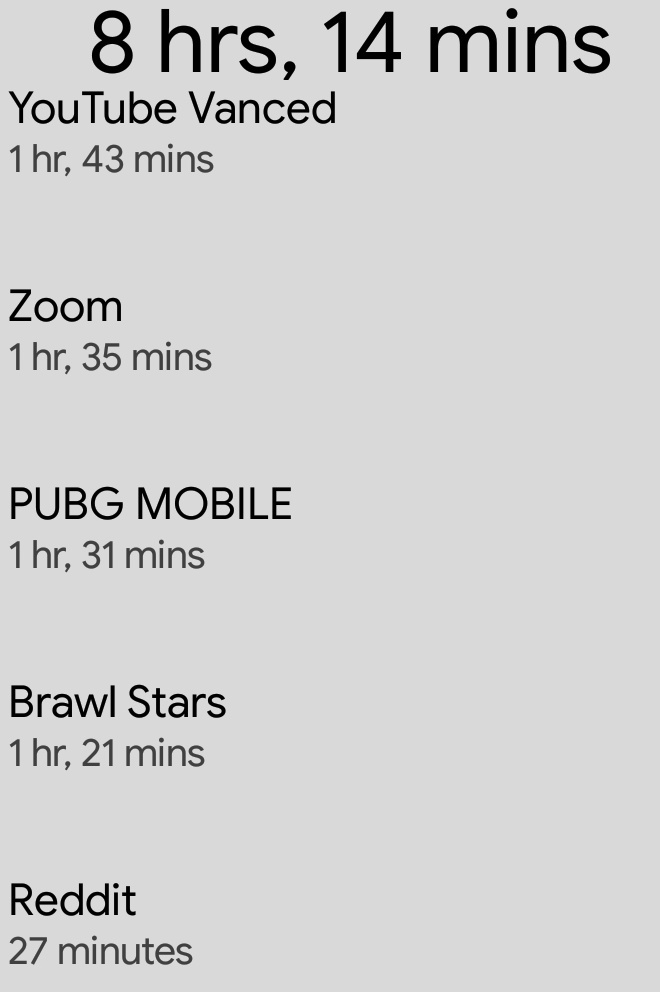 8 hrs, 14 mins
YouTube Vanced
1 hr, 43 mins
Zoom
1 hr, 35 mins
PUBG MOBILE
1 hr, 31 mins
Brawl Stars
1 hr, 21 mins
Reddit
27 minutes